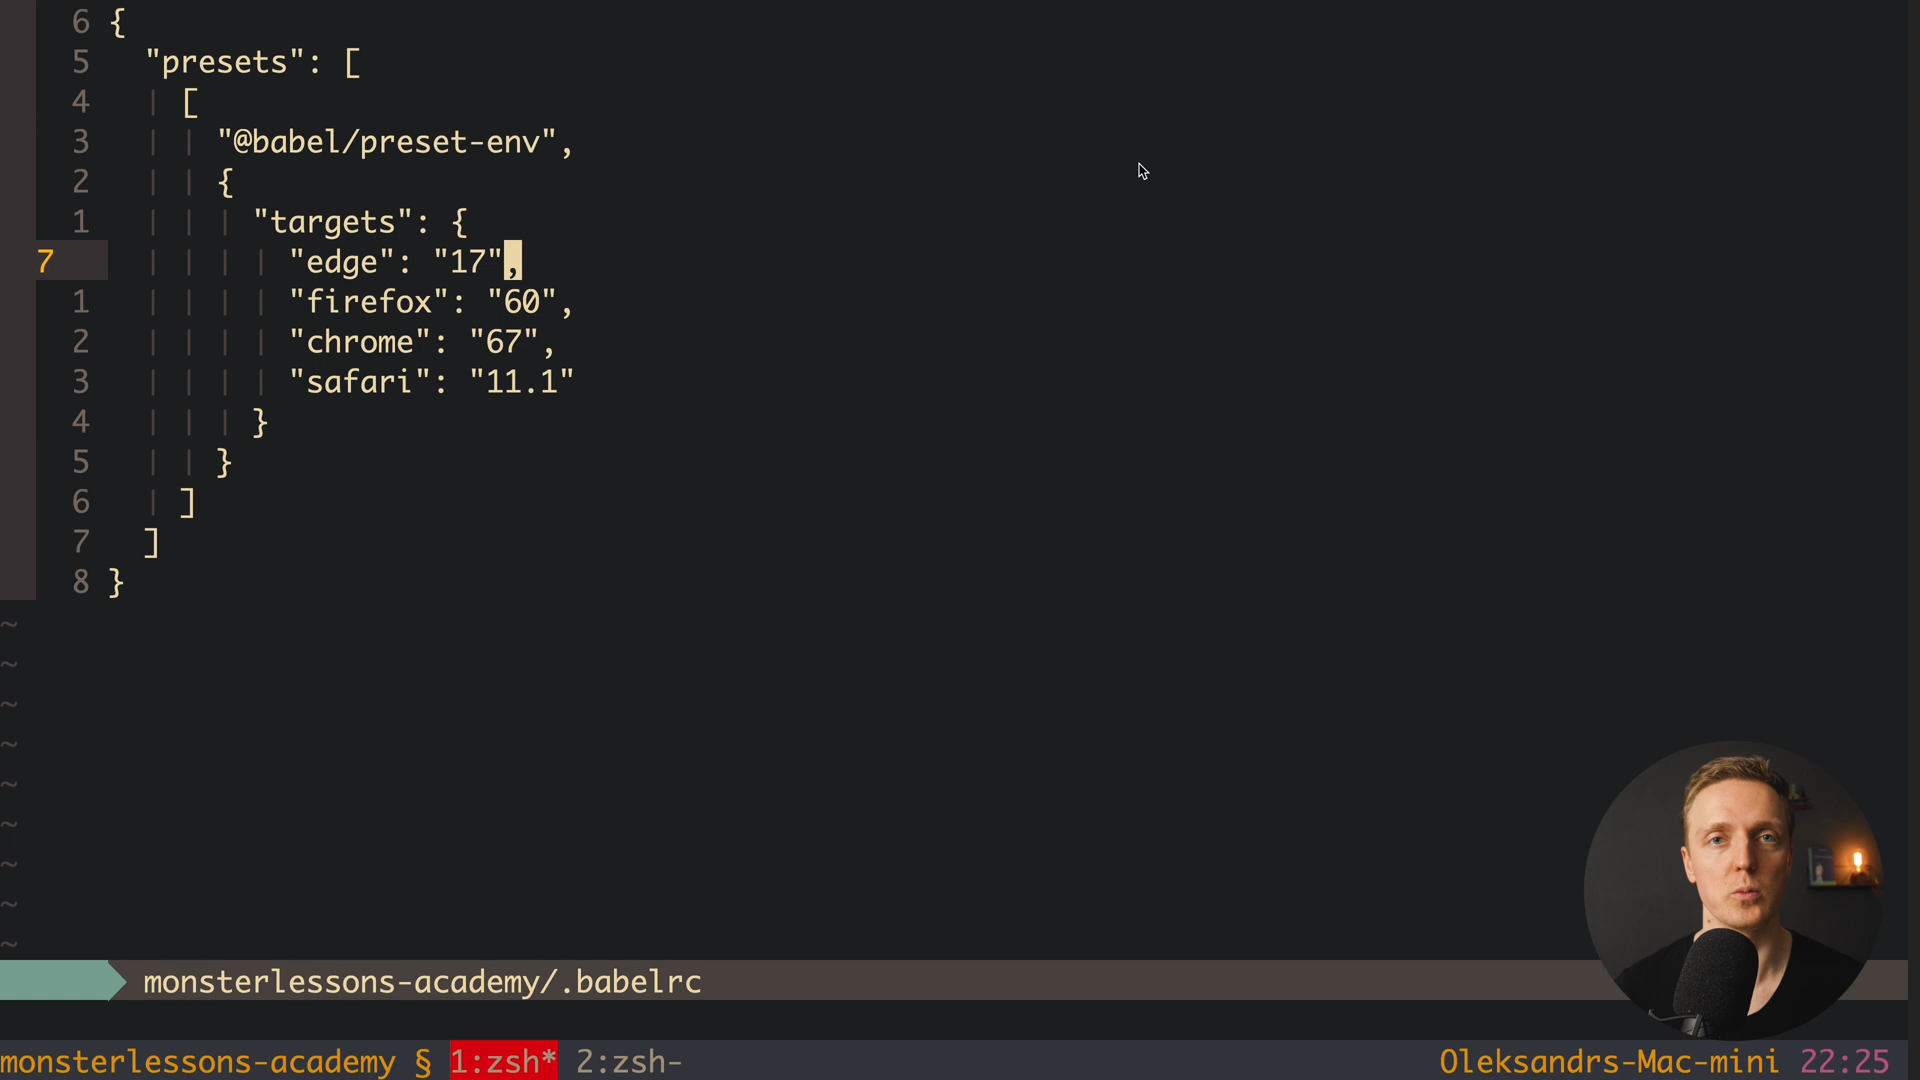 6 {
5 "presets": [
4 [
3 "@babel/preset-env",
2 {
1 "targets": {
7 "edge": "17",
1 "firefox": "60",
2 "chrome": "67",
3 "safari": "11.1"
4 }
5 }
6 ]
7 ]
8 }
~
~
~
~
~
~
~
~
~
monsterlessons-academy/.babelrc
monsterlessons-academy § 1:zsh* 2:zsh- Oleksandrs-Mac-mini 22:25